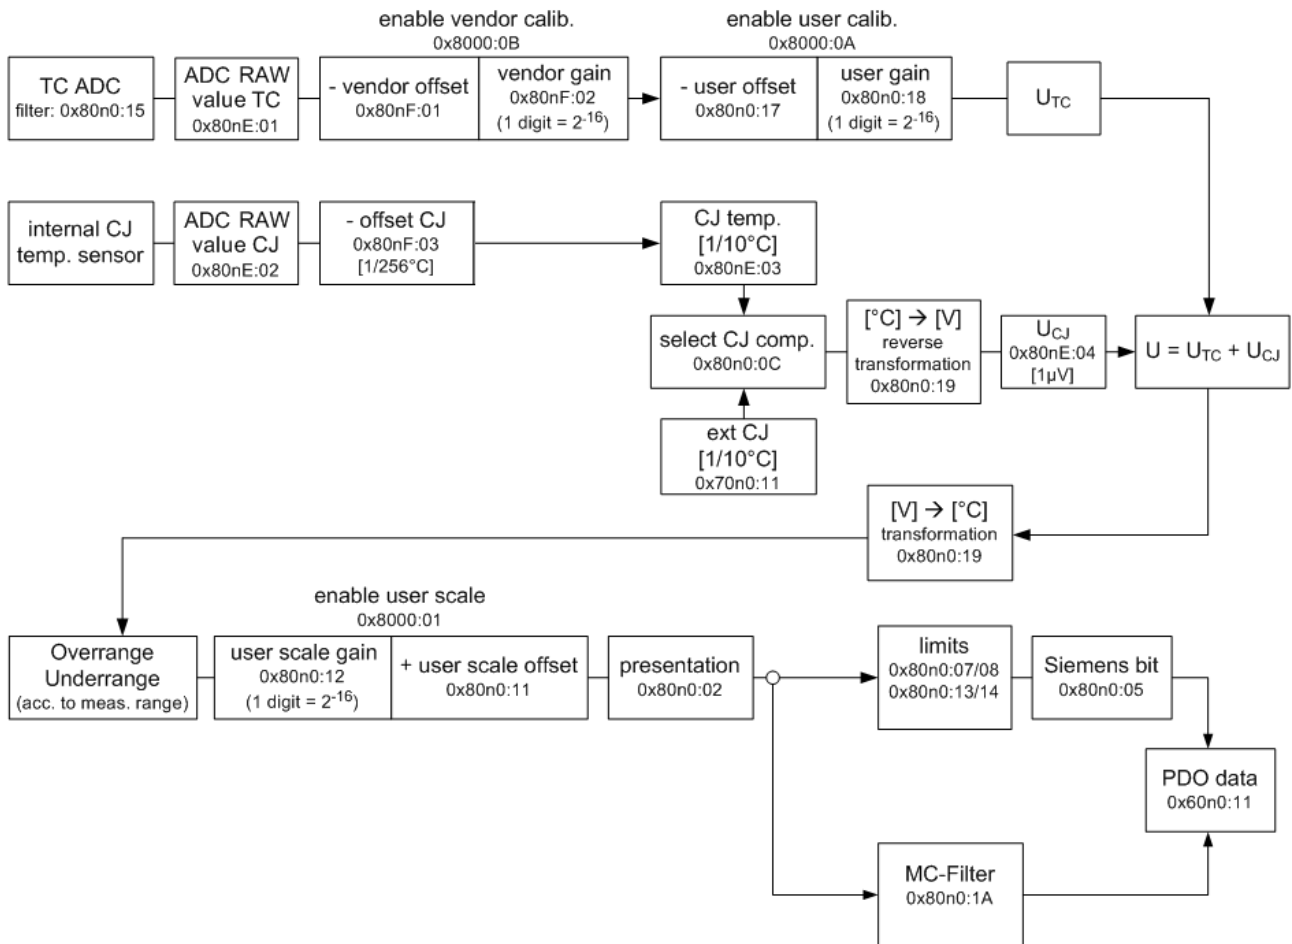 enable vendor calib.
0x8000:0B
enable user calib.
0x8000:0A
TC ADC
filter: 0x80n0:15
ADC RAW
value TC
0x80nE:01
- vendor offset
0x80nF:01
vendor gain
0x80nF:02
(1 digit = 2⁻¹⁶)
- user offset
0x80n0:17
user gain
0x80n0:18
(1 digit = 2⁻¹⁶)
U_TC
internal CJ
temp. sensor
ADC RAW
value CJ
0x80nE:02
- offset CJ
0x80nF:03
[1/256°C]
CJ temp.
[1/10°C]
0x80nE:03
select CJ comp.
0x80n0:0C
[°C] → [V]
reverse
transformation
0x80n0:19
U_CJ
0x80nE:04
[1µV]
U = U_TC + U_CJ
ext CJ
[1/10°C]
0x70n0:11
[V] → [°C]
transformation
0x80n0:19
enable user scale
0x8000:01
Overrange
Underrange
(acc. to meas. range)
user scale gain
0x80n0:12
(1 digit = 2⁻¹⁶)
+ user scale offset
0x80n0:11
presentation
0x80n0:02
limits
0x80n0:07/08
0x80n0:13/14
Siemens bit
0x80n0:05
PDO data
0x60n0:11
MC-Filter
0x80n0:1A